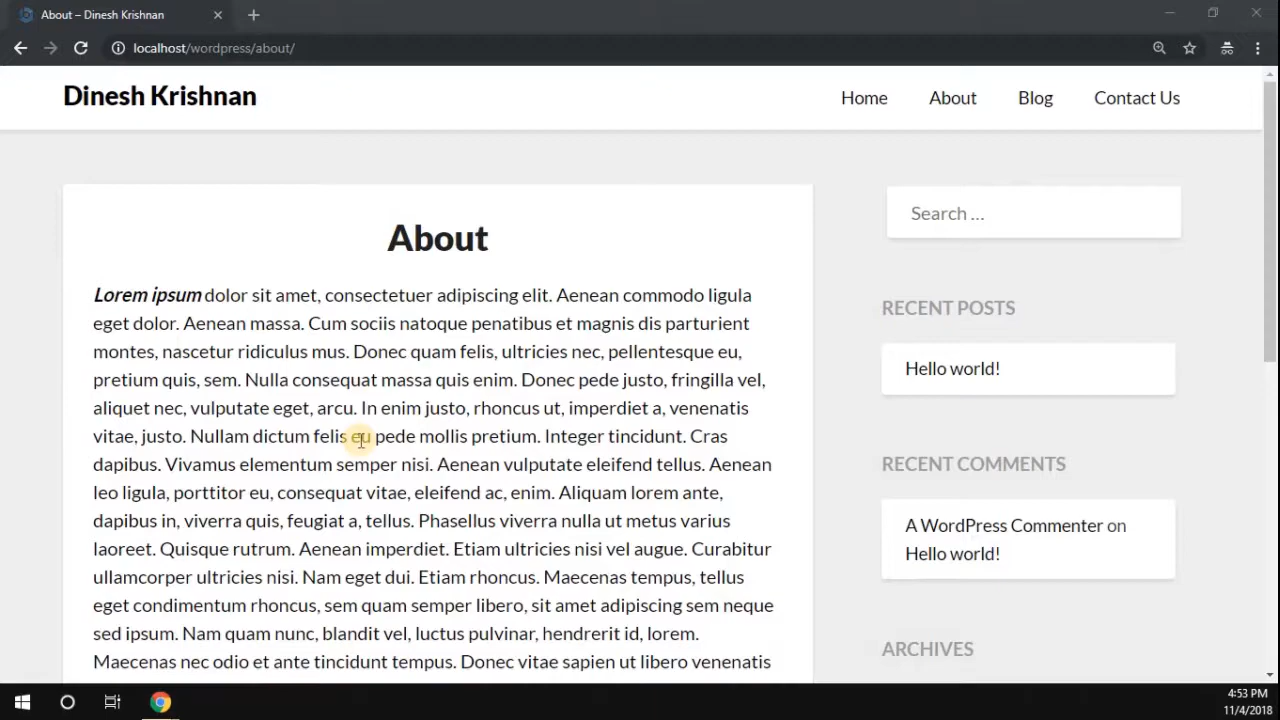 About – Dinesh Krishnan
localhost/wordpress/about/
Dinesh Krishnan
Home
About
Blog
Contact Us
About
Lorem ipsum dolor sit amet, consectetuer adipiscing elit. Aenean commodo ligula
eget dolor. Aenean massa. Cum sociis natoque penatibus et magnis dis parturient
montes, nascetur ridiculus mus. Donec quam felis, ultricies nec, pellentesque eu,
pretium quis, sem. Nulla consequat massa quis enim. Donec pede justo, fringilla vel,
aliquet nec, vulputate eget, arcu. In enim justo, rhoncus ut, imperdiet a, venenatis
vitae, justo. Nullam dictum felis eu pede mollis pretium. Integer tincidunt. Cras
dapibus. Vivamus elementum semper nisi. Aenean vulputate eleifend tellus. Aenean
leo ligula, porttitor eu, consequat vitae, eleifend ac, enim. Aliquam lorem ante,
dapibus in, viverra quis, feugiat a, tellus. Phasellus viverra nulla ut metus varius
laoreet. Quisque rutrum. Aenean imperdiet. Etiam ultricies nisi vel augue. Curabitur
ullamcorper ultricies nisi. Nam eget dui. Etiam rhoncus. Maecenas tempus, tellus
eget condimentum rhoncus, sem quam semper libero, sit amet adipiscing sem neque
sed ipsum. Nam quam nunc, blandit vel, luctus pulvinar, hendrerit id, lorem.
Maecenas nec odio et ante tincidunt tempus. Donec vitae sapien ut libero venenatis
Search …
RECENT POSTS
Hello world!
RECENT COMMENTS
A WordPress Commenter on
Hello world!
ARCHIVES
4:53 PM
11/4/2018